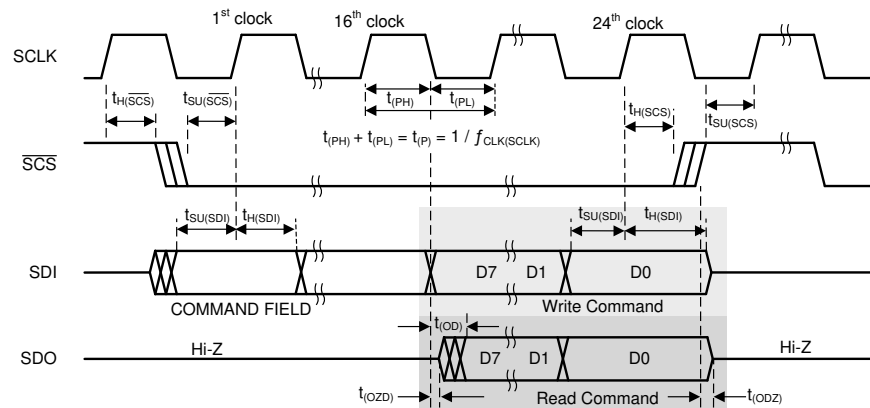 1st clock 16th clock 24th clock
SCLK
tH(SCS) tSU(SCS) t(PH) t(PL) tH(SCS) tSU(SCS)
t(PH) + t(PL) = t(P) = 1 / fCLK(SCLK)
SCS
tSU(SDI) tH(SDI) tSU(SDI) tH(SDI)
SDI D7 D1 D0
COMMAND FIELD Write Command
t(OD)
SDO Hi-Z D7 D1 D0 Hi-Z
t(OZD) Read Command t(ODZ)